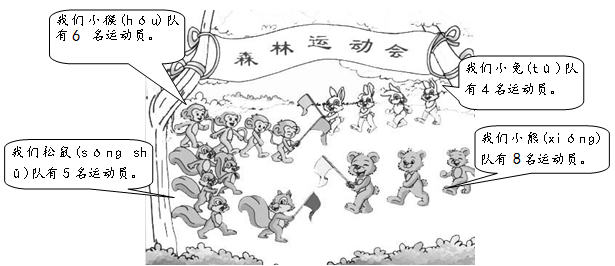 我们小猴(hóu)队
有6 名运动员。
森林运动会
我们小兔(tù)队
有4名运动员。
我们松鼠(sōng sh
ǔ)队有5名运动员。
我们小熊(xióng)
队有8名运动员。